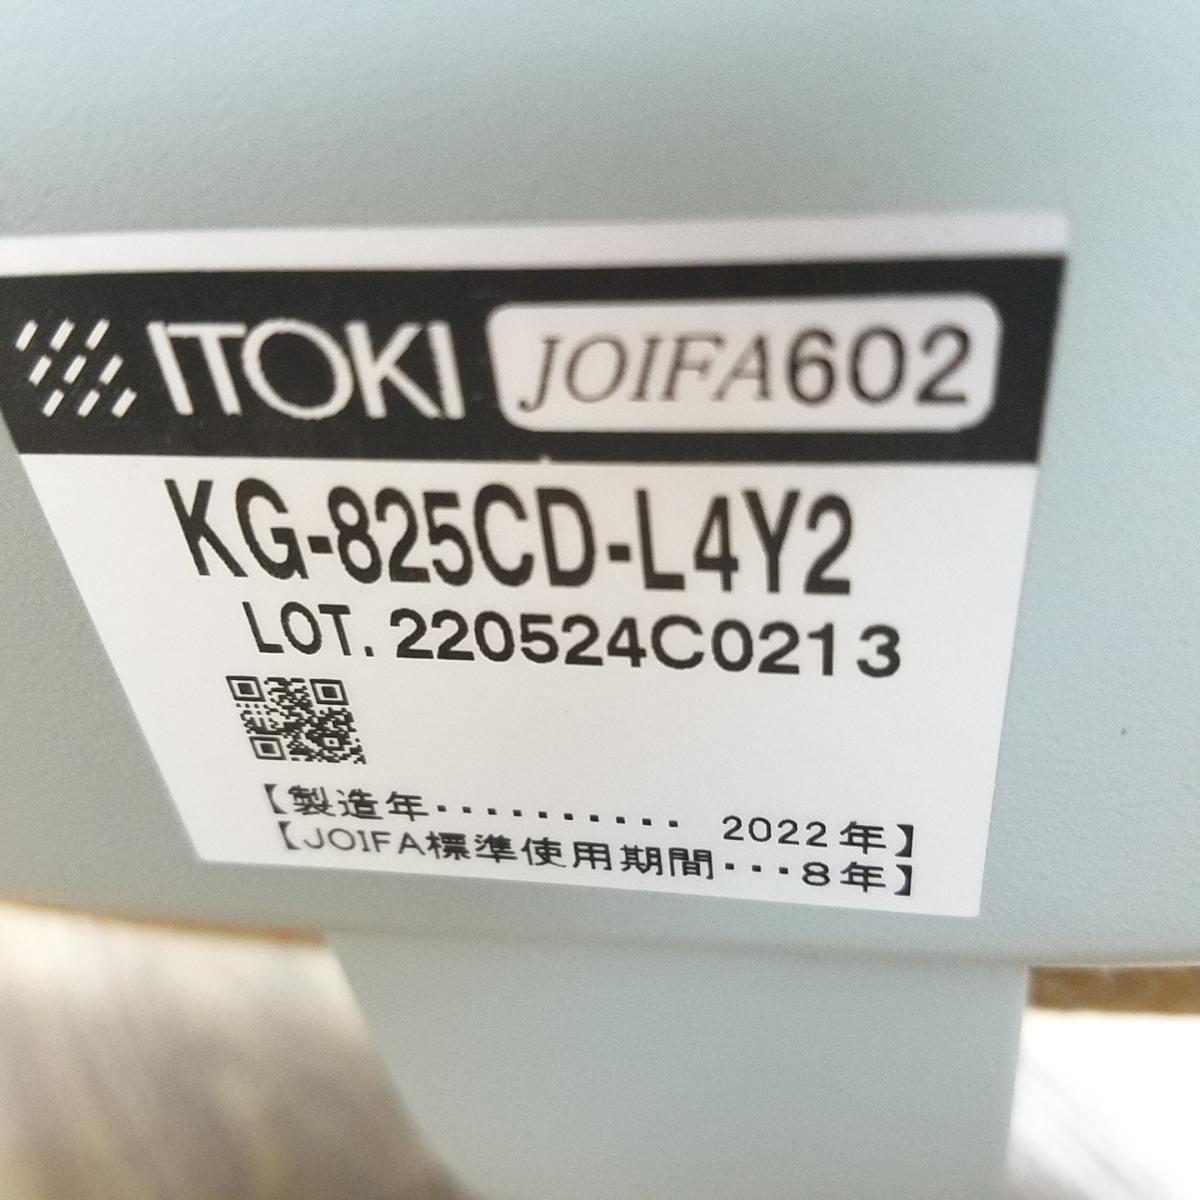 ITOKI JOIFA602
KG-825CD-L4Y2
LOT. 220524C0213
【製造年・・・・・・・・・・ 2022年】
【JOIFA標準使用期間・・・8年】